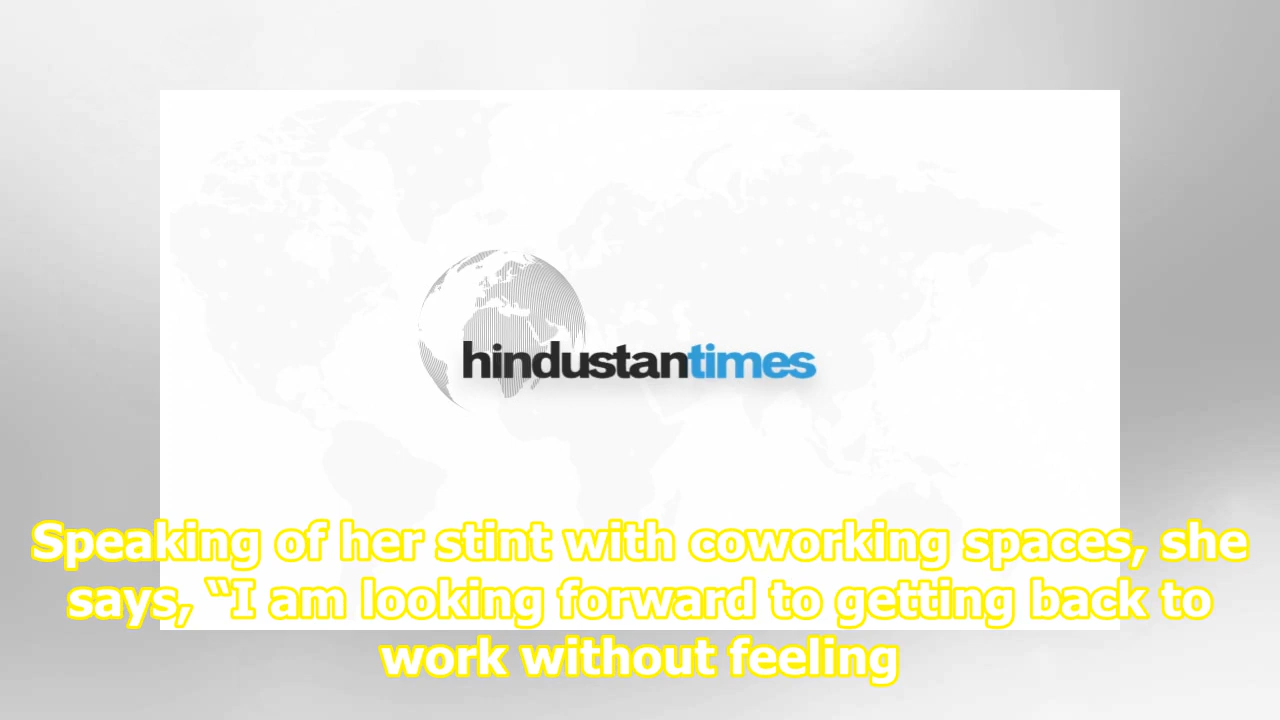 hindustantimes
Speaking of her stint with coworking spaces, she
says, “I am looking forward to getting back to
work without feeling